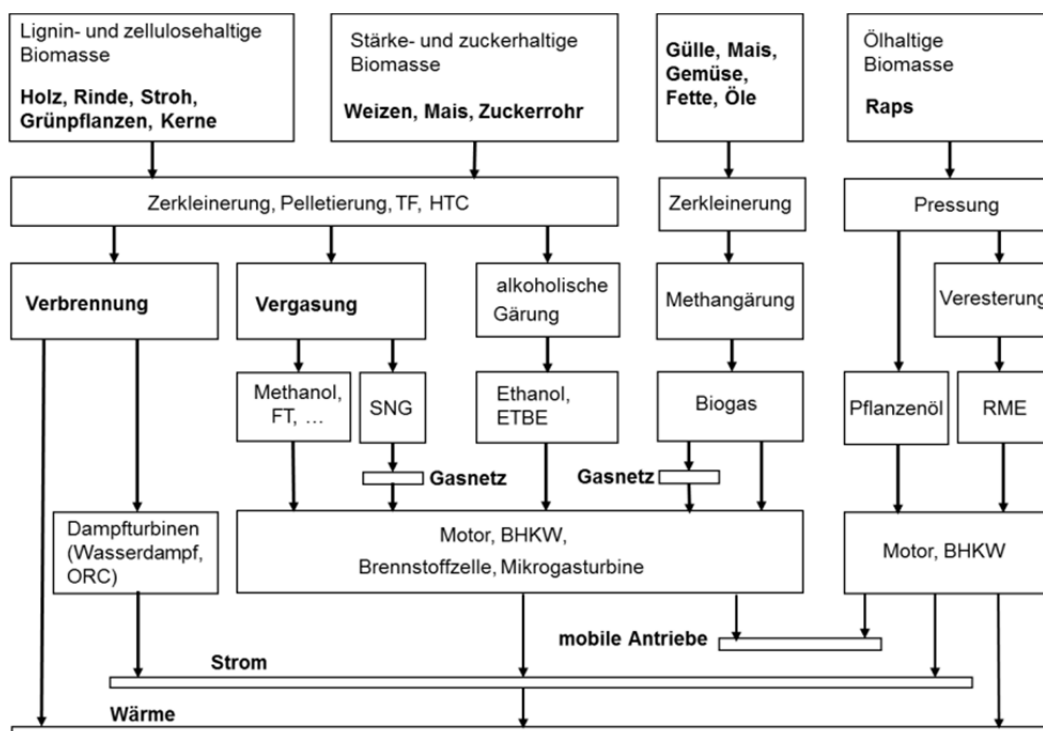 Lignin- und zellulosehaltige
Biomasse
Holz, Rinde, Stroh,
Grünpflanzen, Kerne
Stärke- und zuckerhaltige
Biomasse
Weizen, Mais, Zuckerrohr
Gülle, Mais,
Gemüse,
Fette, Öle
Ölhaltige
Biomasse
Raps
Zerkleinerung, Pelletierung, TF, HTC
Zerkleinerung
Pressung
Verbrennung
Vergasung
alkoholische
Gärung
Methangärung
Veresterung
Methanol,
FT, ...
SNG
Ethanol,
ETBE
Biogas
Pflanzenöl
RME
Gasnetz
Gasnetz
Dampfturbinen
(Wasserdampf,
ORC)
Motor, BHKW,
Brennstoffzelle, Mikrogasturbine
Motor, BHKW
mobile Antriebe
Strom
Wärme